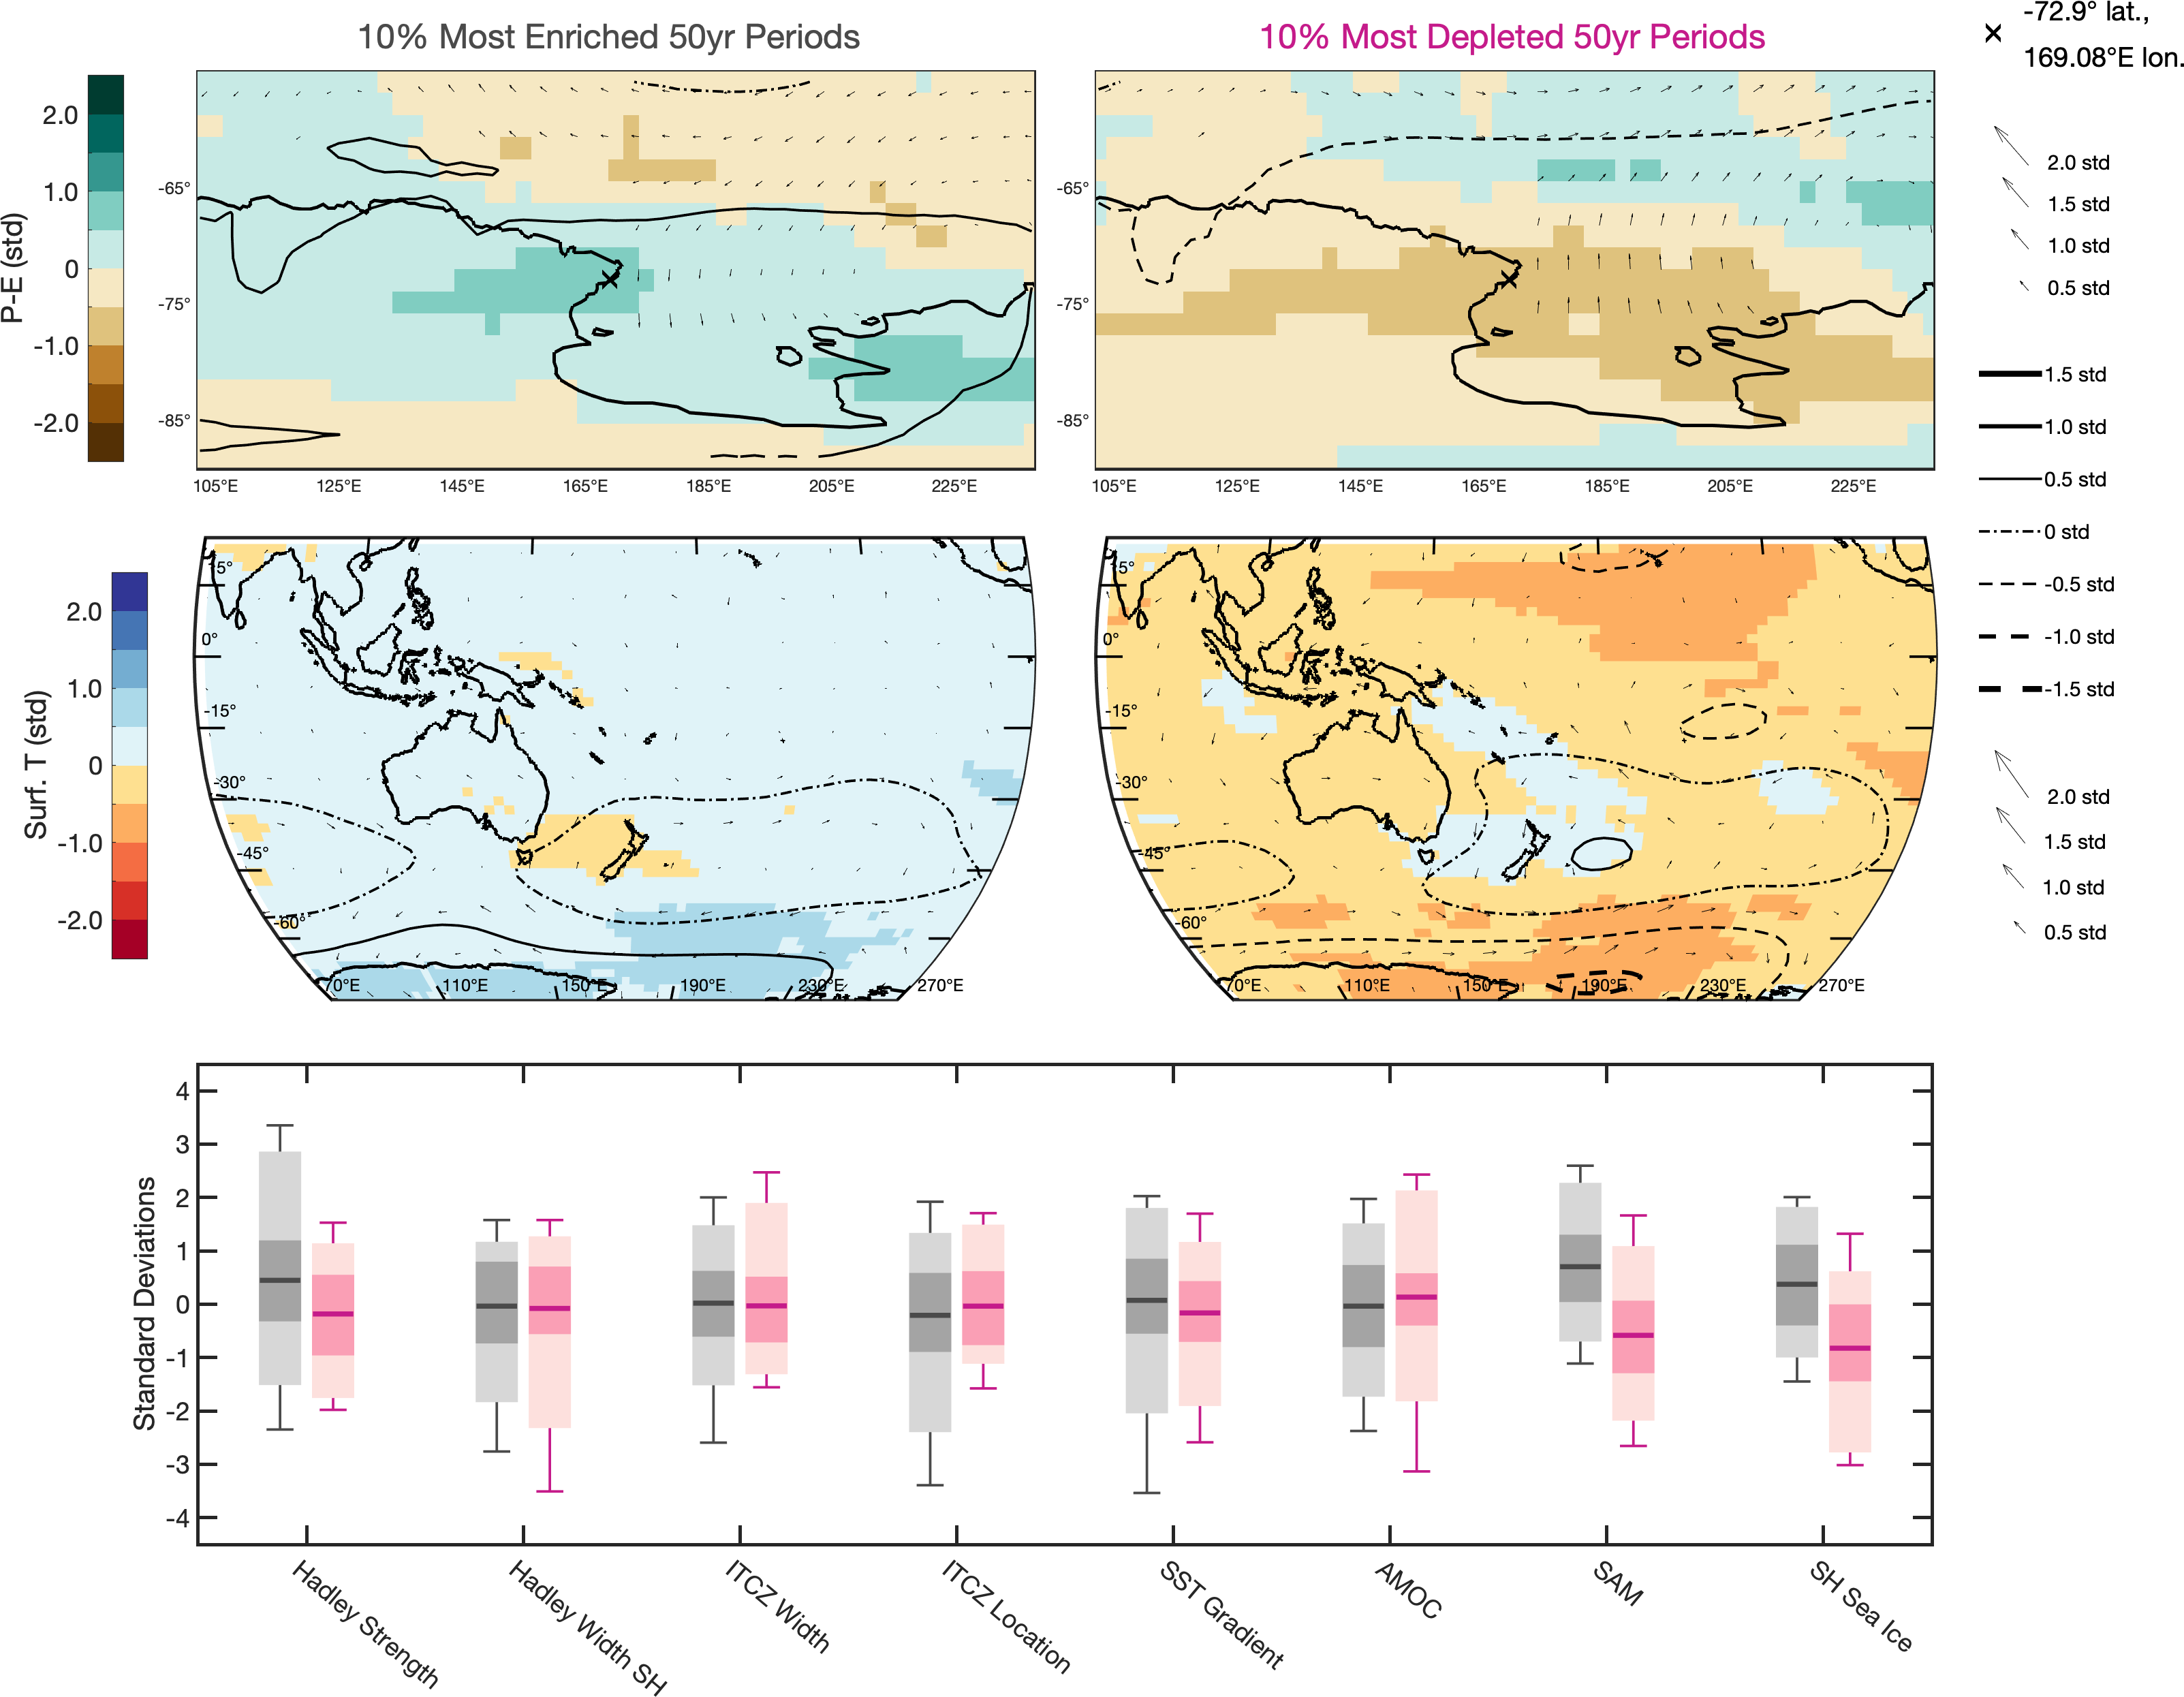 10% Most Enriched 50yr Periods
10% Most Depleted 50yr Periods
-72.9° lat.,
169.08°E lon.
P-E (std)
2.0
1.0
0
-1.0
-2.0
-65°
-75°
-85°
105°E 125°E 145°E 165°E 185°E 205°E 225°E
-65°
-75°
-85°
105°E 125°E 145°E 165°E 185°E 205°E 225°E
2.0 std
1.5 std
1.0 std
0.5 std
1.5 std
1.0 std
0.5 std
0 std
-0.5 std
-1.0 std
-1.5 std
Surf. T (std)
2.0
1.0
0
-1.0
-2.0
15°
0°
-15°
-30°
-45°
-60°
70°E 110°E 150°E 190°E 230°E 270°E
15°
0°
-15°
-30°
-45°
-60°
70°E 110°E 150°E 190°E 230°E 270°E
2.0 std
1.5 std
1.0 std
0.5 std
Standard Deviations
4
3
2
1
0
-1
-2
-3
-4
Hadley Strength
Hadley Width SH
ITCZ Width
ITCZ Location
SST Gradient
AMOC
SAM
SH Sea Ice